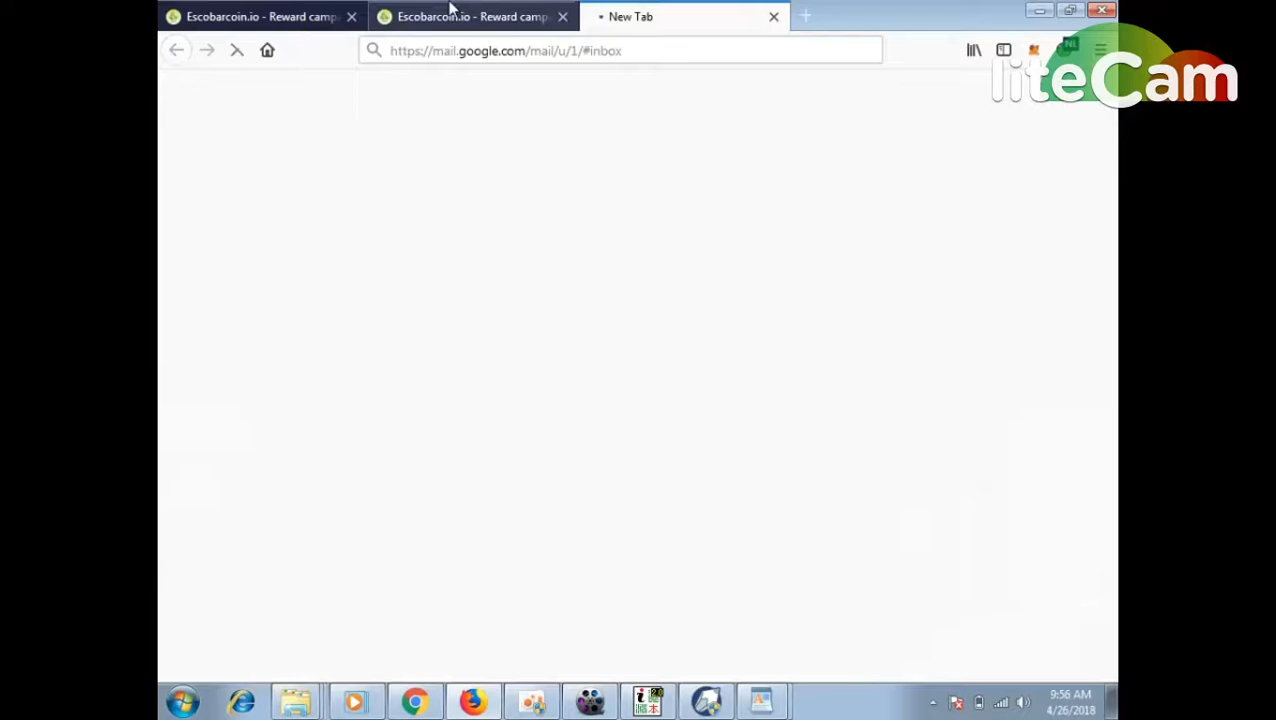 Escobarcoin.io - Reward camp
Escobarcoin.io - Reward camp
New Tab
https://mail.google.com/mail/u/1/#inbox
NL
liteCam
9:56 AM
4/26/2018